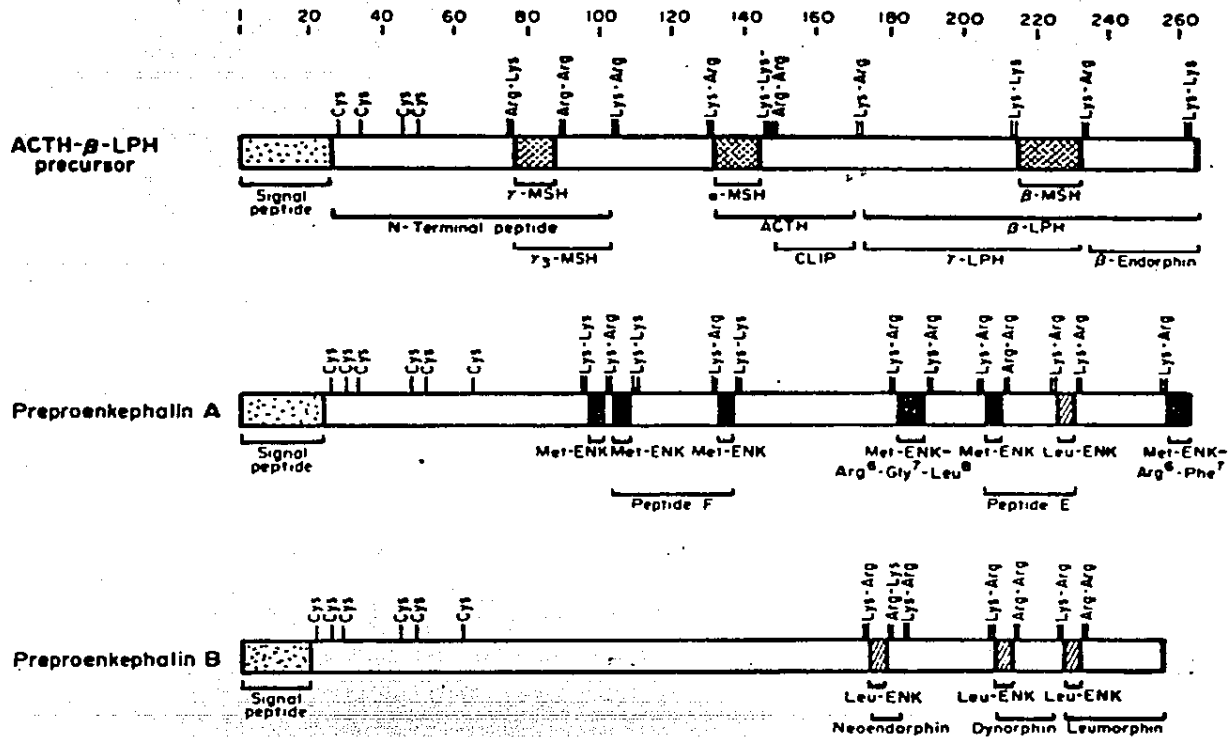 1 20 40 60 80 100 120 140 160 180 200 220 240 260
Cys Cys Cys Cys Arg-Lys Arg-Arg Lys-Arg Lys-Arg Lys-Lys- Arg-Arg Lys-Arg Lys-Lys Lys-Arg Lys-Lys
ACTH-β-LPH
precursor
Signal
peptide
γ-MSH α-MSH β-MSH
N-Terminal peptide ACTH β-LPH
γ3-MSH CLIP γ-LPH β-Endorphin
Cys Cys Cys Cys Cys Cys Lys-Lys Lys-Arg Lys-Lys Lys-Arg Lys-Lys Lys-Arg Lys-Arg Lys-Arg Arg-Arg Lys-Arg Lys-Arg Lys-Arg
Preproenkephalin A
Signal
peptide
Met-ENK Met-ENK Met-ENK Met-ENK- Met-ENK Leu-ENK Met-ENK-
Arg⁶-Gly⁷-Leu⁸ Arg⁶-Phe⁷
Peptide F Peptide E
Cys Cys Cys Cys Cys Cys Lys-Arg Arg-Lys Lys-Arg Lys-Arg Arg-Arg Lys-Arg Arg-Arg
Preproenkephalin B
Signal
peptide
Leu-ENK Leu-ENK Leu-ENK
Neoendorphin Dynorphin Leumorphin